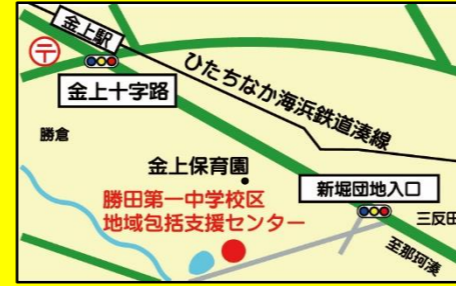 金上駅
〒
金上十字路
ひたちなか海浜鉄道湊線
勝倉
金上保育園
新堀団地入口
勝田第一中学校区
地域包括支援センター
三反田
至那珂湊